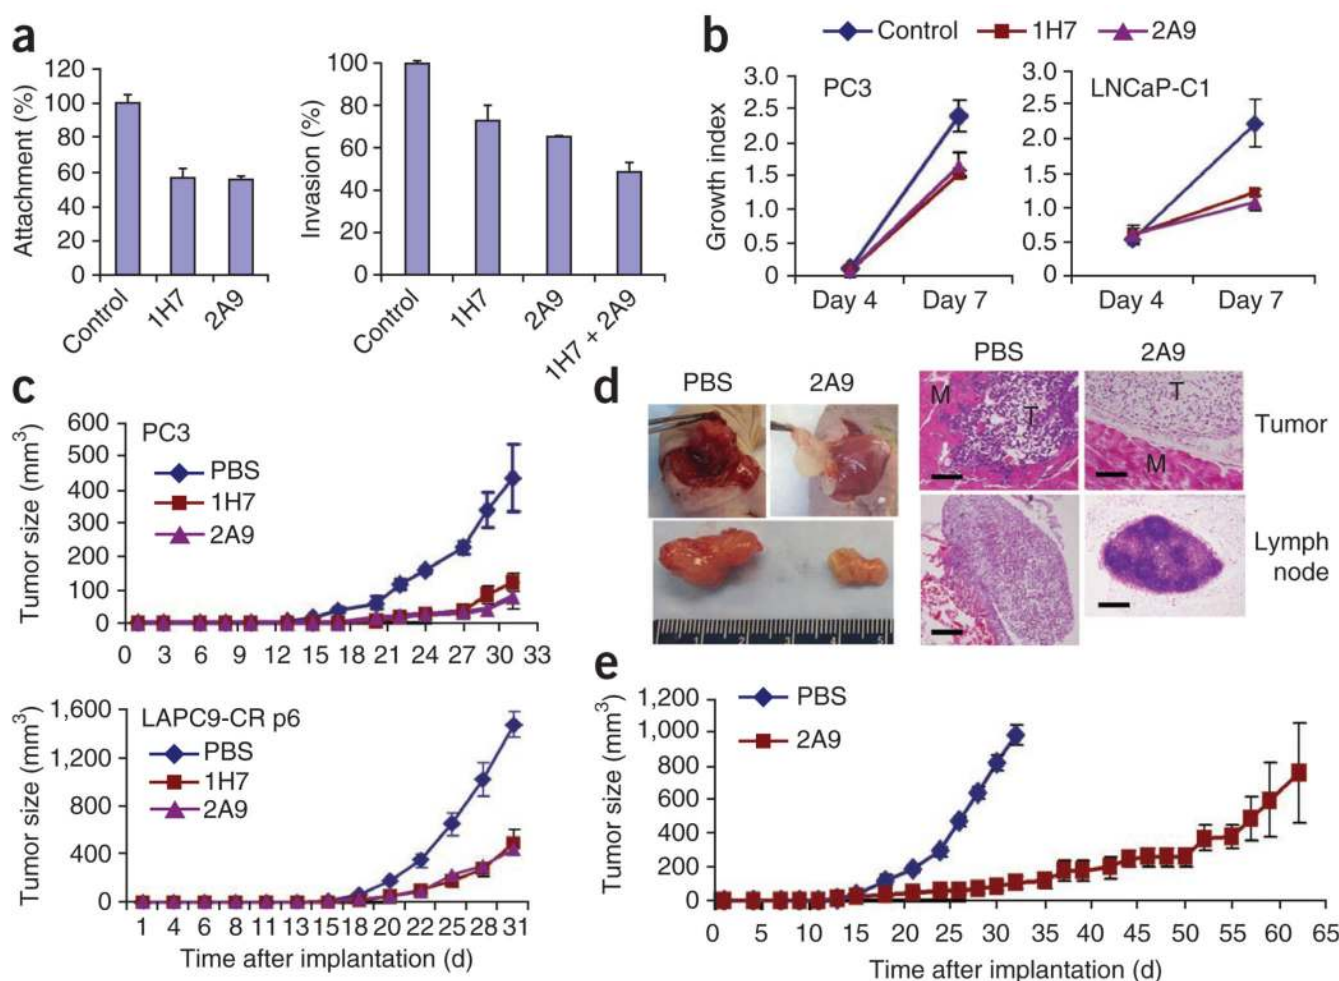 a
Attachment (%)
120
100
80
60
40
20
0
Control
1H7
2A9
Invasion (%)
100
80
60
40
20
0
Control
1H7
2A9
1H7 + 2A9
b
Control 1H7 2A9
Growth index
PC3
3.0
2.5
2.0
1.5
1.0
0.5
0
Day 4 Day 7
LNCaP-C1
3.0
2.5
2.0
1.5
1.0
0.5
0
Day 4 Day 7
c
Tumor size (mm³)
600
500
400
300
200
100
0
PC3
PBS
1H7
2A9
0 3 6 9 12 15 18 21 24 27 30 33
Tumor size (mm³)
1,600
1,200
800
400
0
LAPC9-CR p6
PBS
1H7
2A9
1 4 6 8 11 13 15 18 20 22 25 28 31
Time after implantation (d)
d
PBS 2A9
1 2 3 4 5
PBS 2A9
M T
T M
Tumor
Lymph
node
e
Tumor size (mm³)
1,200
1,000
800
600
400
200
0
PBS
2A9
0 5 10 15 20 25 30 35 40 45 50 55 60 65
Time after implantation (d)